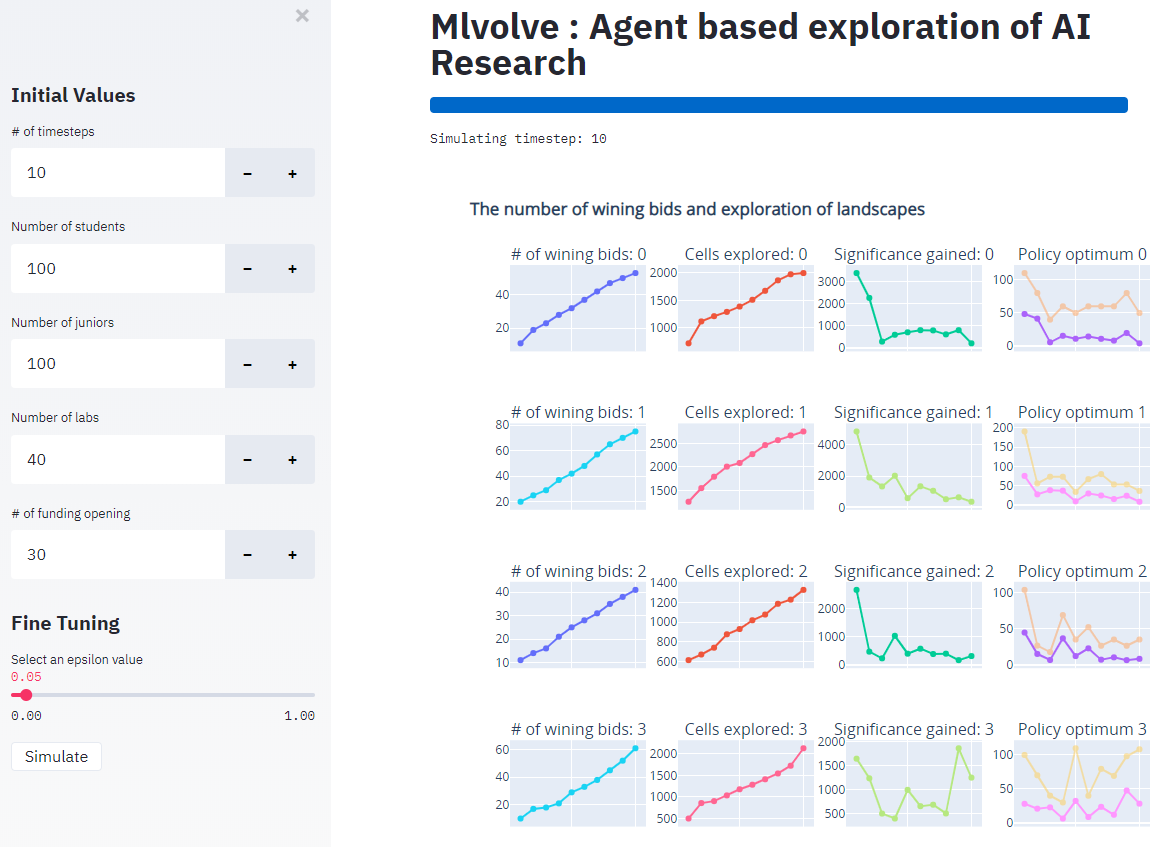 ×
Initial Values
# of timesteps
10 − +
Number of students
100 − +
Number of juniors
100 − +
Number of labs
40 − +
# of funding opening
30 − +
Fine Tuning
Select an epsilon value
0.05
0.00 1.00
Simulate
Mlvolve : Agent based exploration of AI
Research
Simulating timestep: 10
The number of wining bids and exploration of landscapes
# of wining bids: 0 Cells explored: 0 Significance gained: 0 Policy optimum 0
40
20
2000
1500
1000
3000
2000
1000
0
100
50
0
# of wining bids: 1 Cells explored: 1 Significance gained: 1 Policy optimum 1
80
60
40
20
2500
2000
1500
4000
2000
0
200
150
100
50
0
# of wining bids: 2 Cells explored: 2 Significance gained: 2 Policy optimum 2
40
30
20
10
1400
1200
1000
800
600
2000
1000
0
100
50
0
# of wining bids: 3 Cells explored: 3 Significance gained: 3 Policy optimum 3
60
40
20
2000
1500
1000
500
2000
1500
1000
500
100
50
0